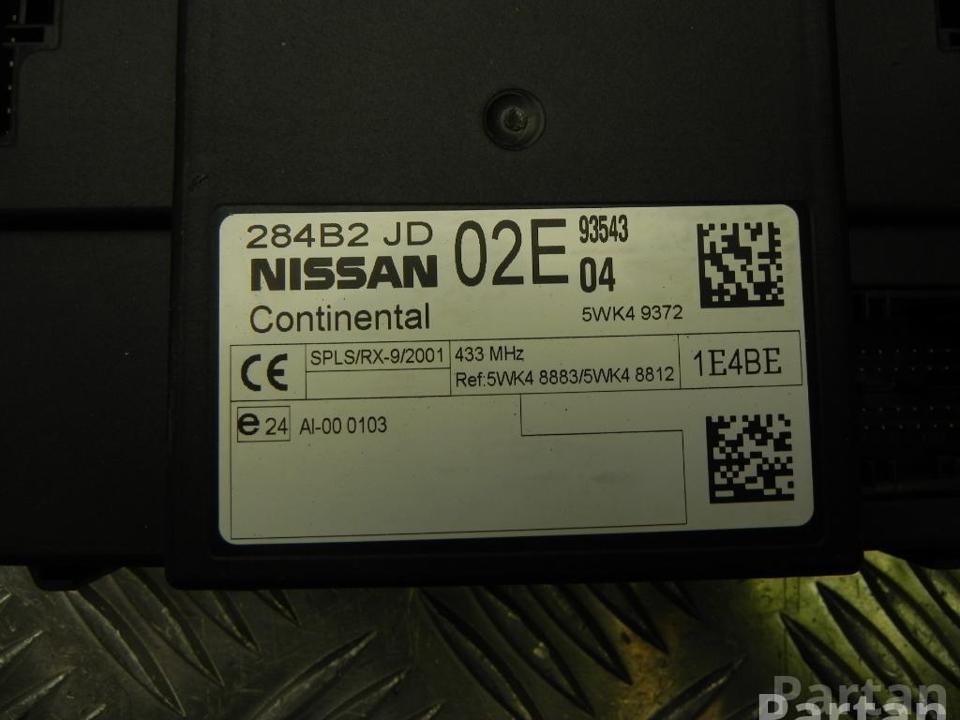 284B2 JD 02E 93543
NISSAN 04
Continental 5WK4 9372
CE SPLS/RX-9/2001 433 MHz 1E4BE
Ref:5WK4 8883/5WK4 8812
e 24 AI-00 0103
Partan
Partan